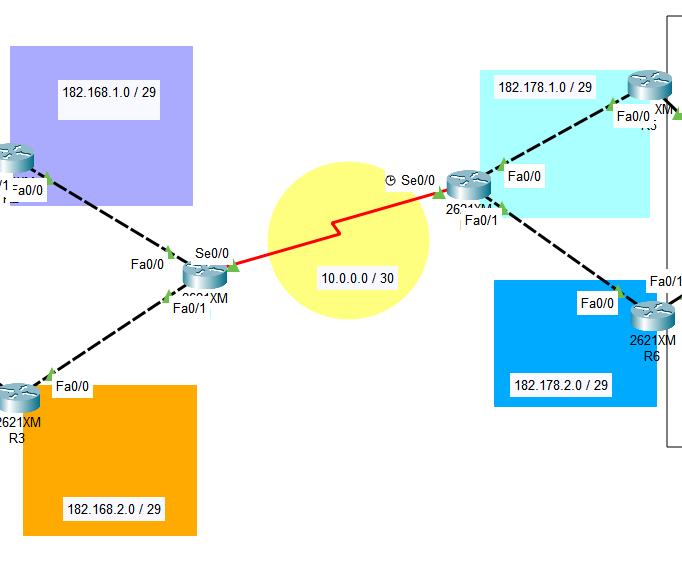 182.168.1.0 / 29
182.178.1.0 / 29
XM
Fa0/0
Fa0/0
Se0/0
Fa0/0
Fa0/1
Se0/0
Fa0/0
10.0.0.0 / 30
Fa0/1
Fa0/1
Fa0/0
2621XM
R6
182.178.2.0 / 29
Fa0/0
2621XM
R3
182.168.2.0 / 29